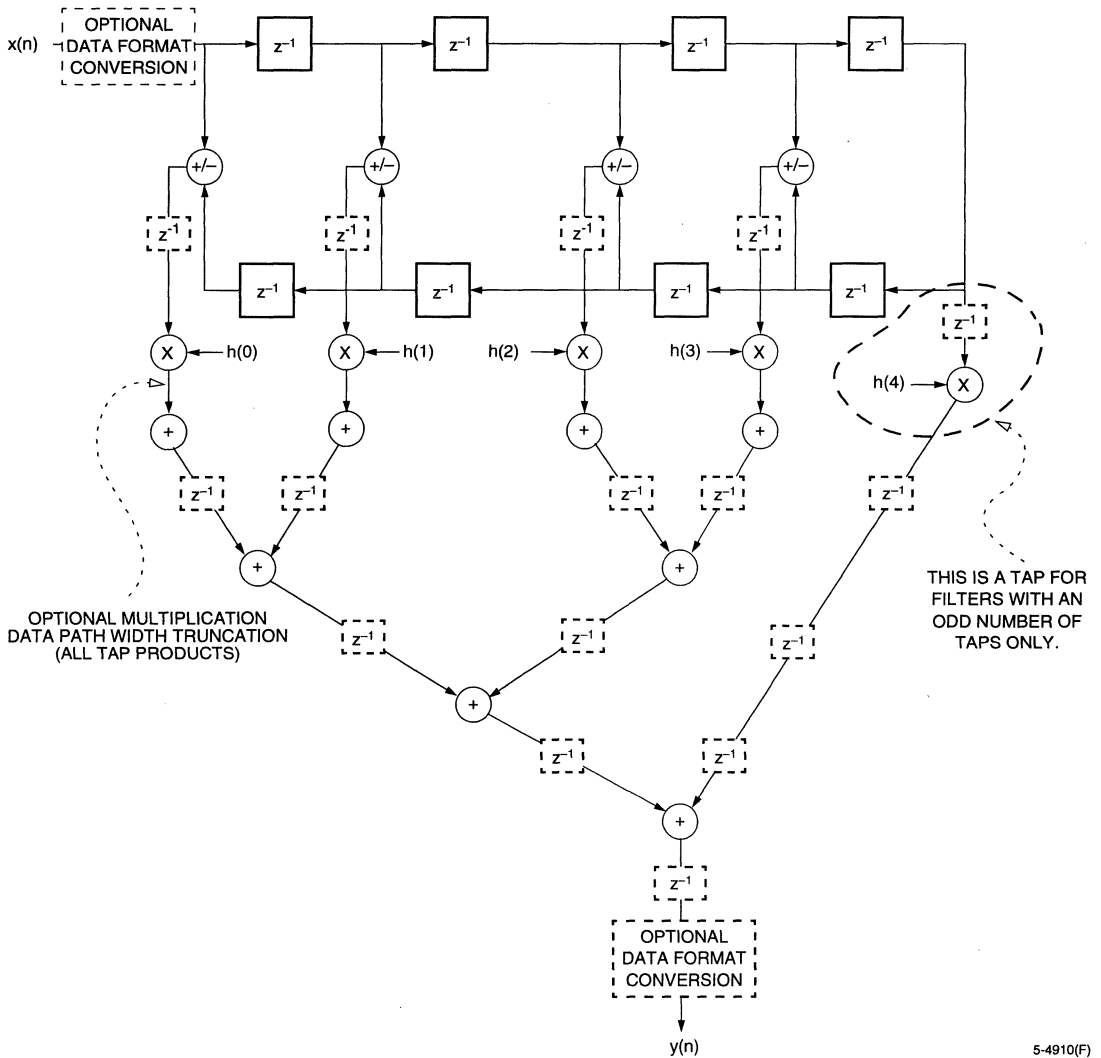 OPTIONAL
DATA FORMAT
CONVERSION
x(n)
z⁻¹
z⁻¹
z⁻¹
z⁻¹
+/–
+/–
+/–
+/–
z⁻¹
z⁻¹
z⁻¹
z⁻¹
z⁻¹
z⁻¹
z⁻¹
z⁻¹
z⁻¹
X
h(0)
X
h(1)
h(2)
X
h(3)
X
h(4)
X
+
+
+
+
z⁻¹
z⁻¹
z⁻¹
z⁻¹
z⁻¹
+
+
THIS IS A TAP FOR
FILTERS WITH AN
ODD NUMBER OF
TAPS ONLY.
OPTIONAL MULTIPLICATION
DATA PATH WIDTH TRUNCATION
(ALL TAP PRODUCTS)
z⁻¹
z⁻¹
z⁻¹
+
z⁻¹
z⁻¹
+
z⁻¹
OPTIONAL
DATA FORMAT
CONVERSION
y(n)
5-4910(F)